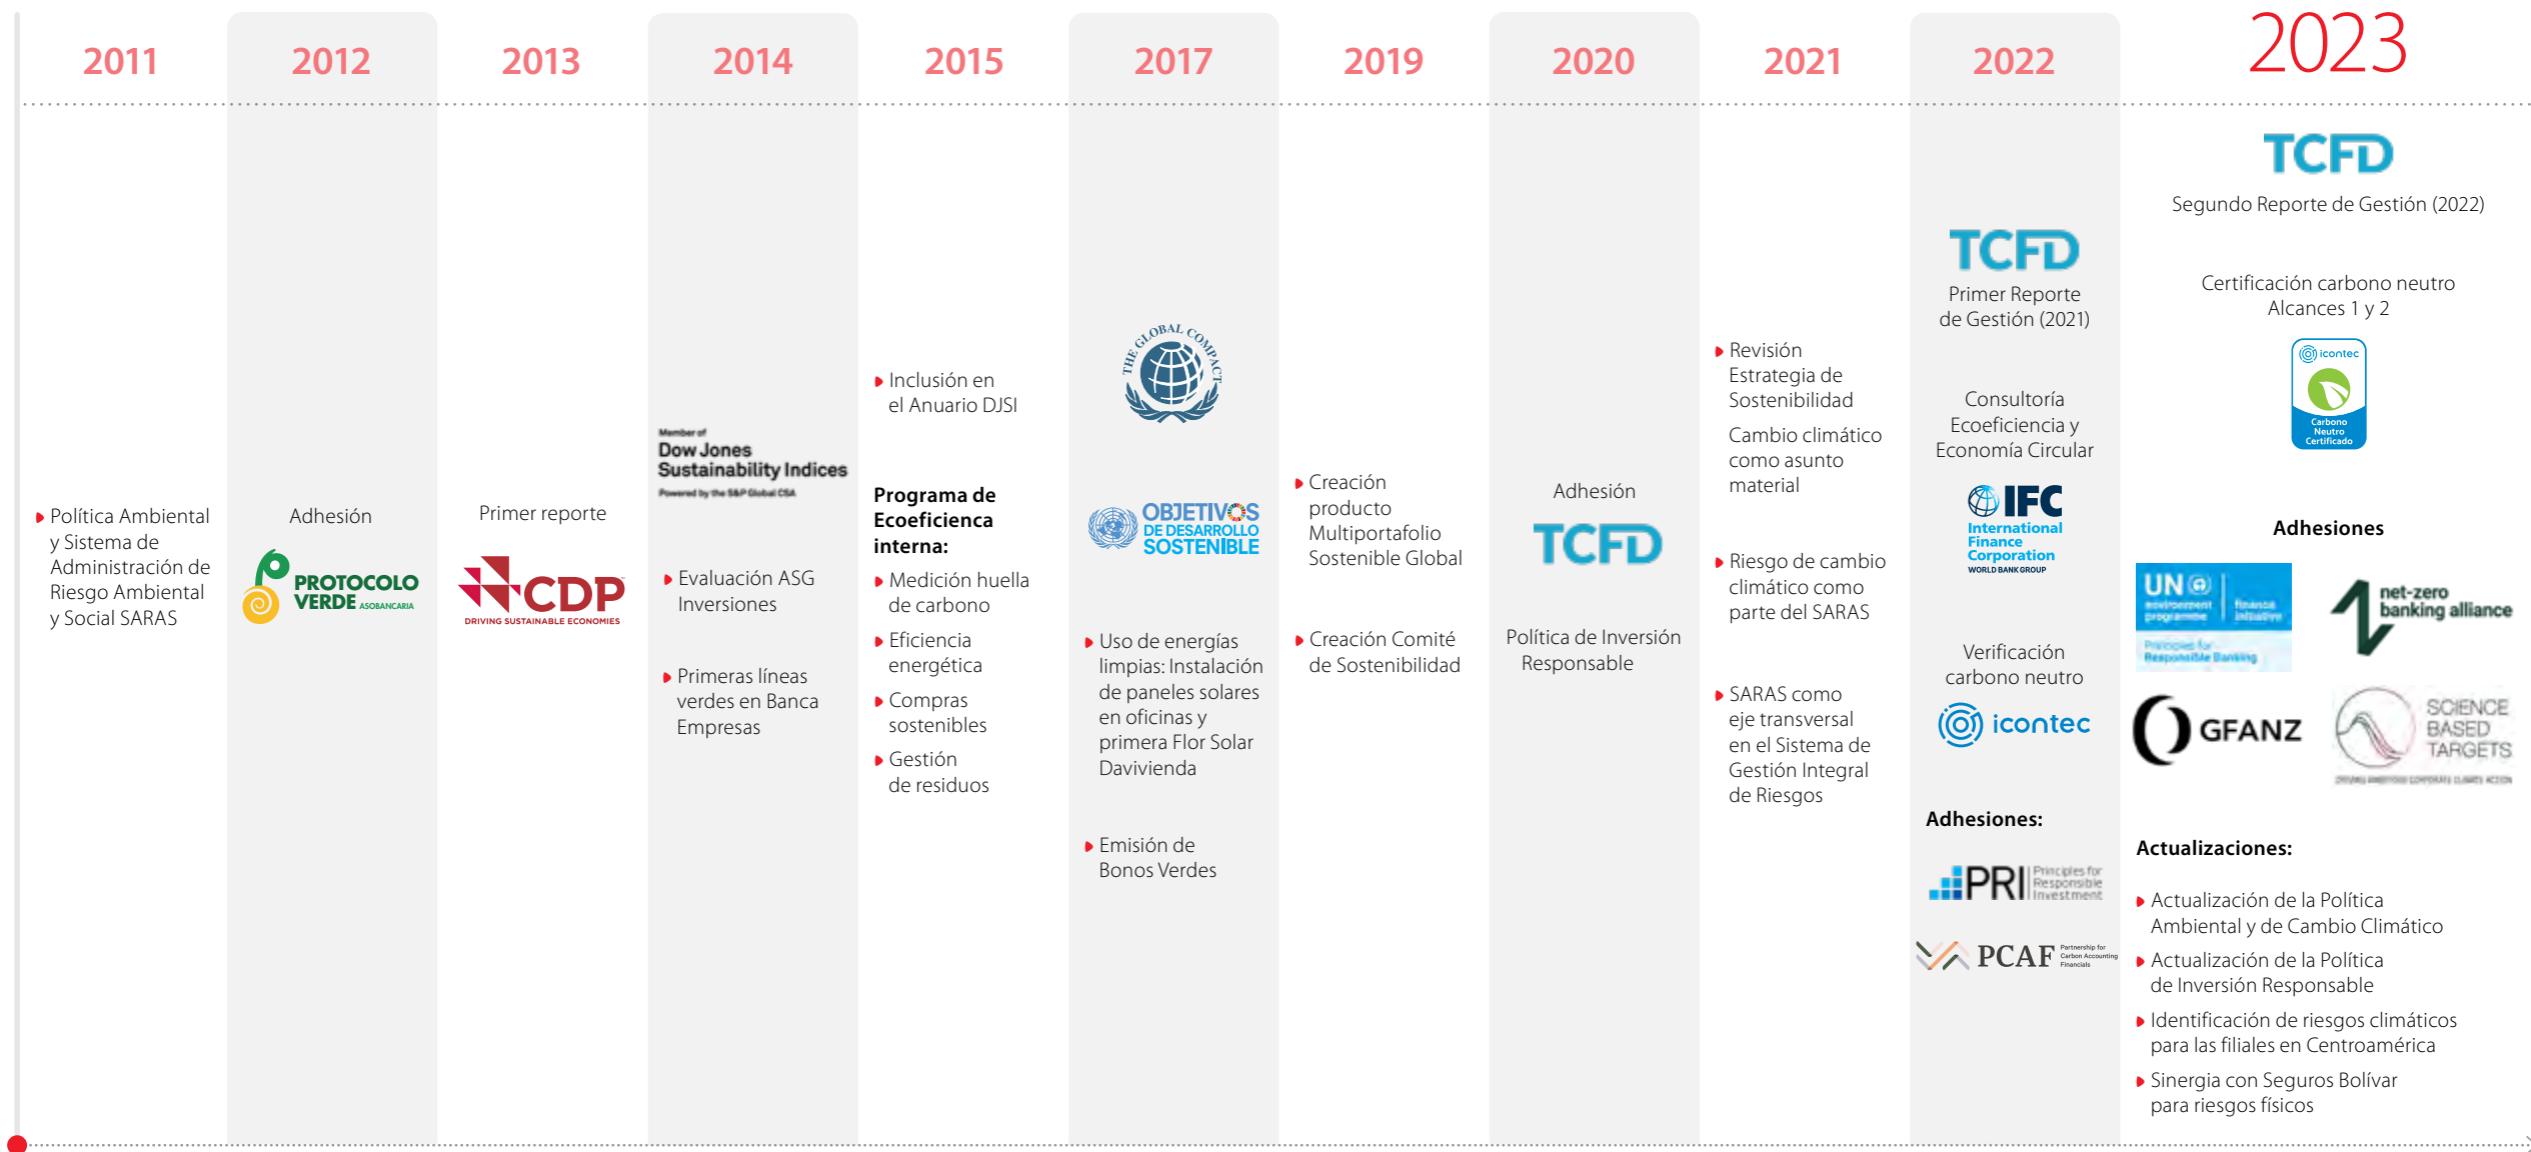 2011
2012
2013
2014
2015
2017
2019
2020
2021
2022
2023
Política Ambiental
y Sistema de
Administración de
Riesgo Ambiental
y Social SARAS
Adhesión
PROTOCOLO
VERDE ASOBANCARIA
Primer reporte
CDP
DRIVING SUSTAINABLE ECONOMIES
Member of
Dow Jones
Sustainability Indices
Powered by the S&P Global CSA
Evaluación ASG
Inversiones
Primeras líneas
verdes en Banca
Empresas
Inclusión en
el Anuario DJSI
Programa de
Ecoeficienca
interna:
Medición huella
de carbono
Eficiencia
energética
Compras
sostenibles
Gestión
de residuos
THE GLOBAL COMPACT
OBJETIVOS
DE DESARROLLO
SOSTENIBLE
Uso de energías
limpias: Instalación
de paneles solares
en oficinas y
primera Flor Solar
Davivienda
Emisión de
Bonos Verdes
Creación
producto
Multiportafolio
Sostenible Global
Creación Comité
de Sostenibilidad
Adhesión
TCFD
Política de Inversión
Responsable
Revisión
Estrategia de
Sostenibilidad
Cambio climático
como asunto
material
Riesgo de cambio
climático como
parte del SARAS
SARAS como
eje transversal
en el Sistema de
Gestión Integral
de Riesgos
TCFD
Primer Reporte
de Gestión (2021)
Consultoría
Ecoeficiencia y
Economía Circular
IFC
International
Finance
Corporation
WORLD BANK GROUP
Verificación
carbono neutro
icontec
Adhesiones:
PRI Principles for
Responsible
Investment
PCAF Partnership for
Carbon Accounting
Financials
TCFD
Segundo Reporte de Gestión (2022)
Certificación carbono neutro
Alcances 1 y 2
icontec
Carbono
Neutro
Certificado
Adhesiones
UN
environment
programme
finance
initiative
Principles for
Responsible Banking
net-zero
banking alliance
GFANZ
SCIENCE
BASED
TARGETS
DRIVING AMBITIOUS CORPORATE CLIMATE ACTION
Actualizaciones:
Actualización de la Política
Ambiental y de Cambio Climático
Actualización de la Política
de Inversión Responsable
Identificación de riesgos climáticos
para las filiales en Centroamérica
Sinergia con Seguros Bolívar
para riesgos físicos